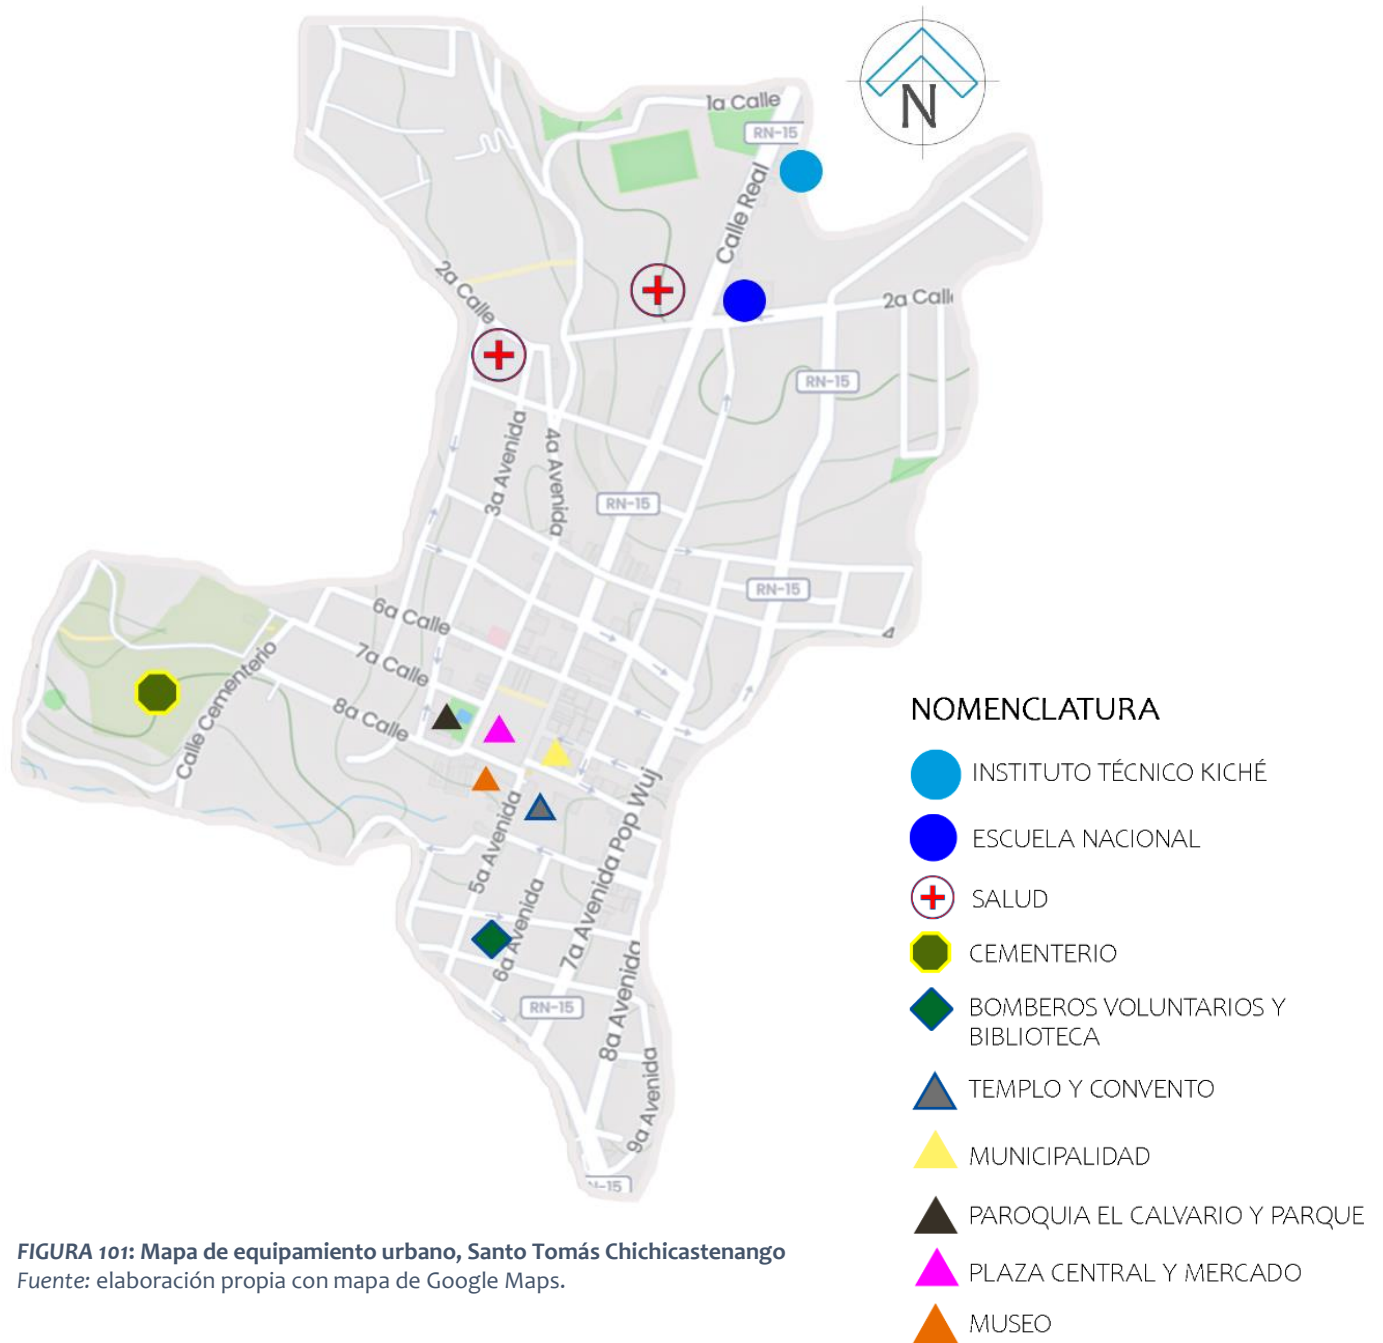 N
1a Calle
RN-15
Calle Real
2a Calle
2a Call
RN-15
3a Avenida
4a Avenida
RN-15
RN-15
6a Calle
4
7a Calle
Calle Cementerio
8a Calle
5a Avenida
7a Avenida Pop Wuj
6a Avenida
RN-15
8a Avenida
9a Avenida
N-15
NOMENCLATURA
INSTITUTO TÉCNICO KICHÉ
ESCUELA NACIONAL
SALUD
CEMENTERIO
BOMBEROS VOLUNTARIOS Y
BIBLIOTECA
TEMPLO Y CONVENTO
MUNICIPALIDAD
PAROQUIA EL CALVARIO Y PARQUE
PLAZA CENTRAL Y MERCADO
MUSEO
FIGURA 101: Mapa de equipamiento urbano, Santo Tomás Chichicastenango
Fuente: elaboración propia con mapa de Google Maps.